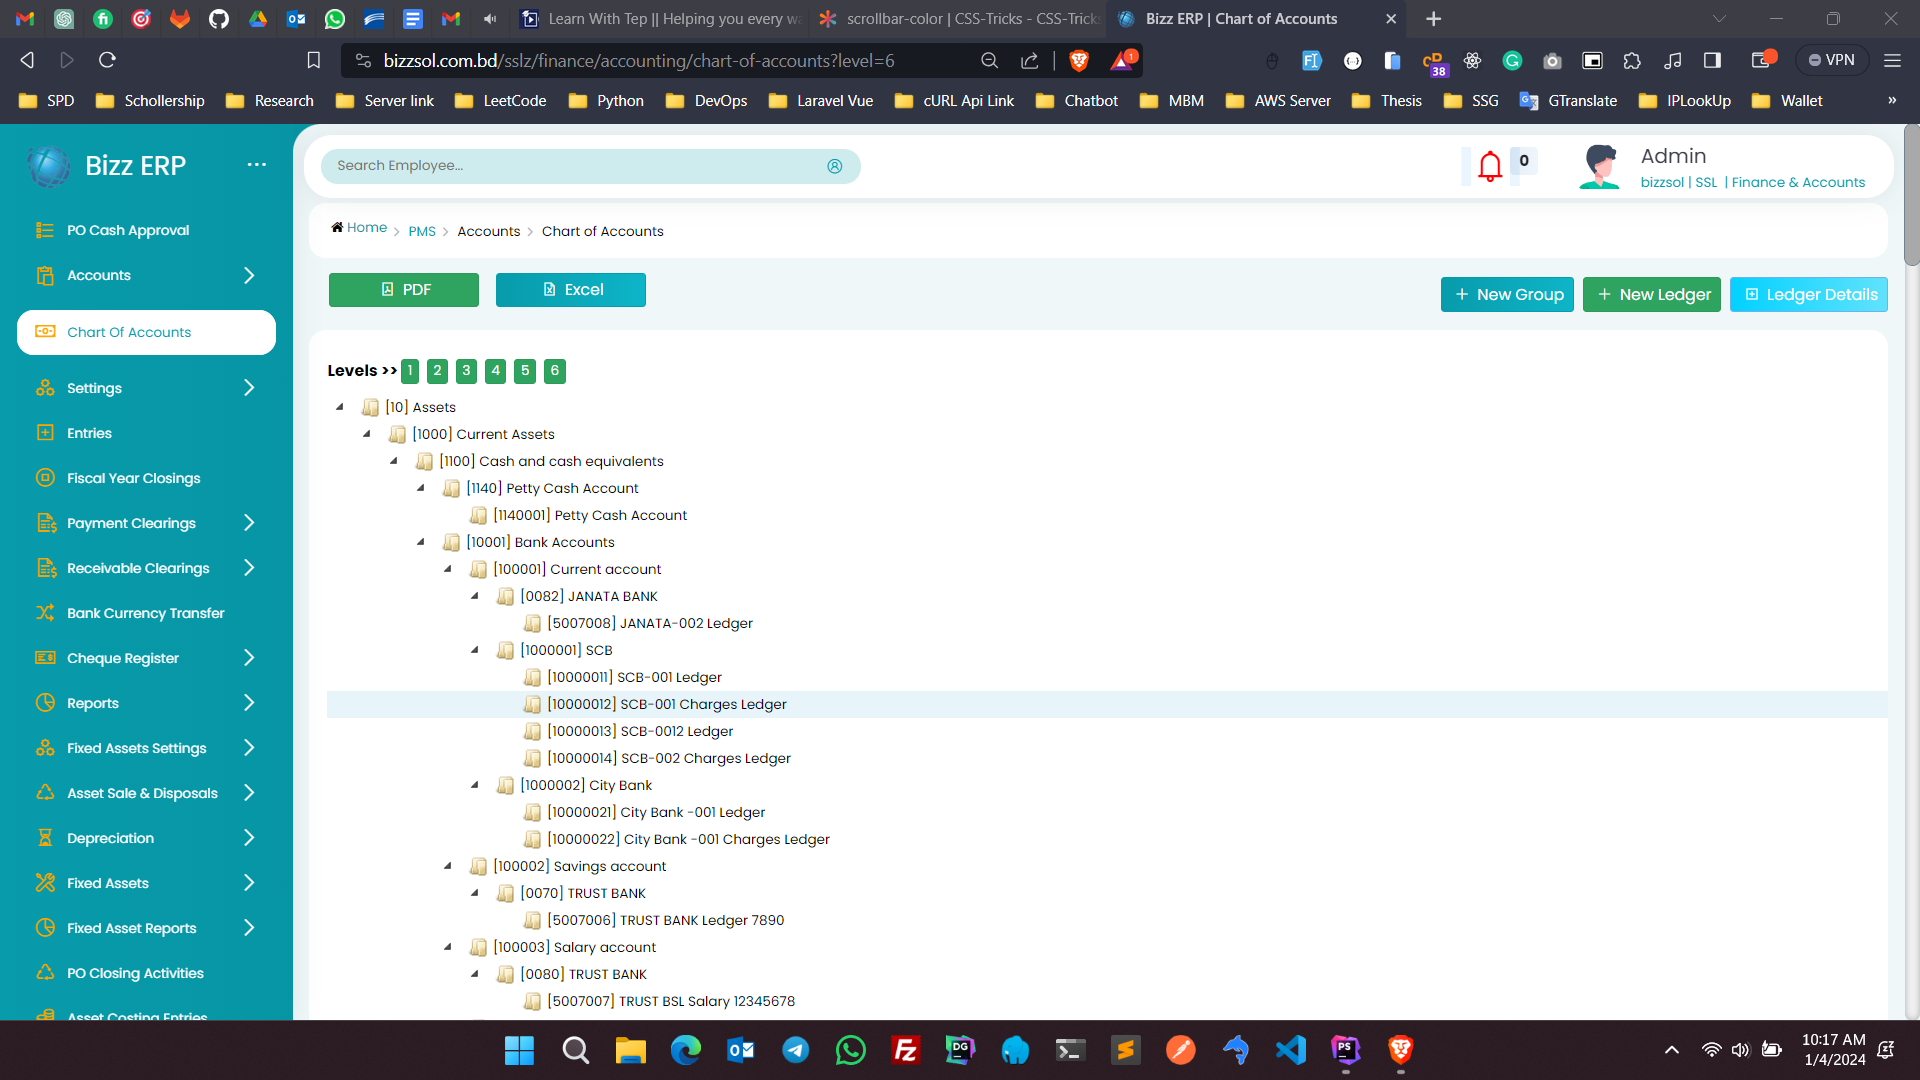 Learn With Tep || Helping you every wa
scrollbar-color | CSS-Tricks - CSS-Tricks
Bizz ERP | Chart of Accounts
bizzsol.com.bd/sslz/finance/accounting/chart-of-accounts?level=6
1
38
VPN
SPD
Schollership
Research
Server link
LeetCode
Python
DevOps
Laravel Vue
cURL Api Link
Chatbot
MBM
AWS Server
Thesis
SSG
GTranslate
IPLookUp
Wallet
»
Bizz ERP
PO Cash Approval
Accounts
Chart Of Accounts
Settings
Entries
Fiscal Year Closings
Payment Clearings
Receivable Clearings
Bank Currency Transfer
Cheque Register
Reports
Fixed Assets Settings
Asset Sale & Disposals
Depreciation
Fixed Assets
Fixed Asset Reports
PO Closing Activities
Asset Costing Entries
Search Employee...
0
Admin
bizzsol | SSL | Finance & Accounts
Home > PMS > Accounts > Chart of Accounts
PDF
Excel
+ New Group
+ New Ledger
Ledger Details
Levels >> 1 2 3 4 5 6
[10] Assets
[1000] Current Assets
[1100] Cash and cash equivalents
[1140] Petty Cash Account
[1140001] Petty Cash Account
[10001] Bank Accounts
[100001] Current account
[0082] JANATA BANK
[5007008] JANATA-002 Ledger
[1000001] SCB
[10000011] SCB-001 Ledger
[10000012] SCB-001 Charges Ledger
[10000013] SCB-0012 Ledger
[10000014] SCB-002 Charges Ledger
[1000002] City Bank
[10000021] City Bank -001 Ledger
[10000022] City Bank -001 Charges Ledger
[100002] Savings account
[0070] TRUST BANK
[5007006] TRUST BANK Ledger 7890
[100003] Salary account
[0080] TRUST BANK
[5007007] TRUST BSL Salary 12345678
10:17 AM
1/4/2024